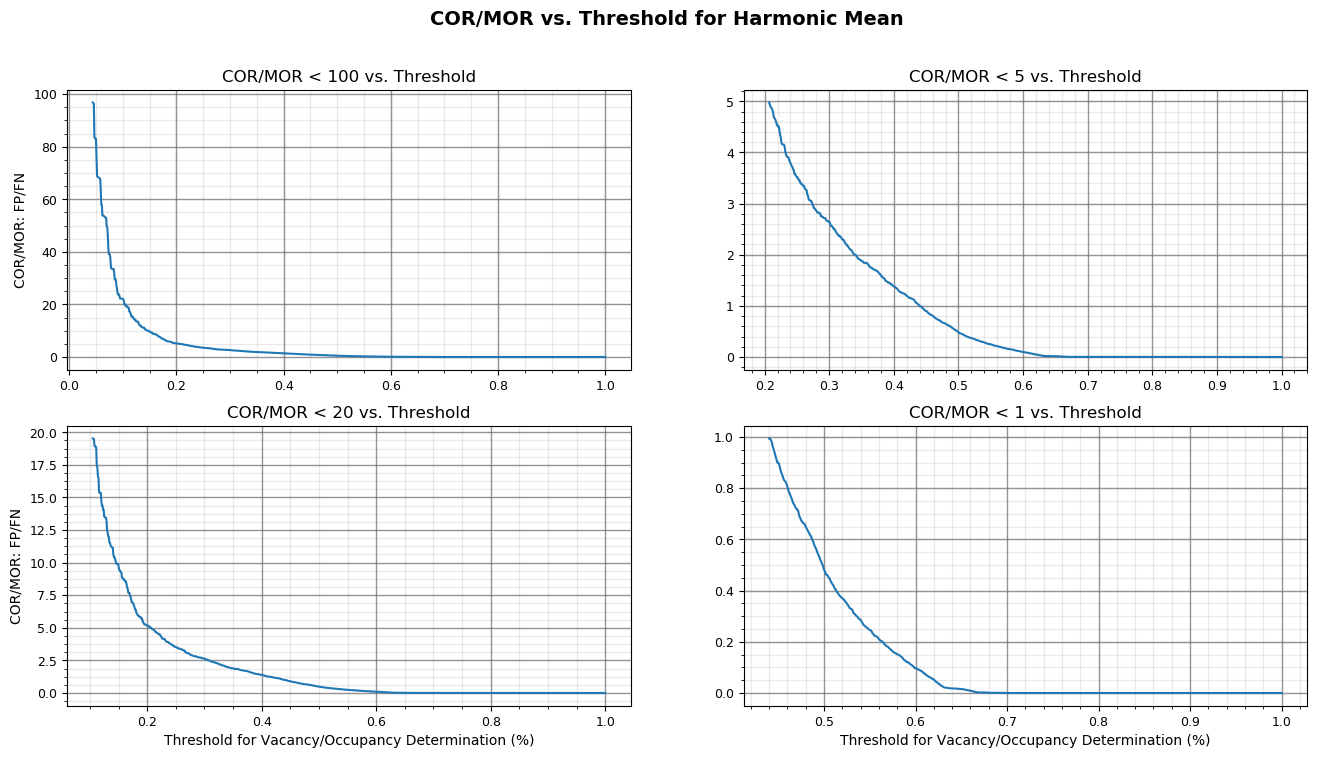 COR/MOR vs. Threshold for Harmonic Mean
COR/MOR < 100 vs. Threshold
COR/MOR: FP/FN
100
80
60
40
20
0
0.0 0.2 0.4 0.6 0.8 1.0
COR/MOR < 5 vs. Threshold
5
4
3
2
1
0
0.2 0.3 0.4 0.5 0.6 0.7 0.8 0.9 1.0
COR/MOR < 20 vs. Threshold
COR/MOR: FP/FN
20.0
17.5
15.0
12.5
10.0
7.5
5.0
2.5
0.0
0.2 0.4 0.6 0.8 1.0
Threshold for Vacancy/Occupancy Determination (%)
COR/MOR < 1 vs. Threshold
1.0
0.8
0.6
0.4
0.2
0.0
0.5 0.6 0.7 0.8 0.9 1.0
Threshold for Vacancy/Occupancy Determination (%)